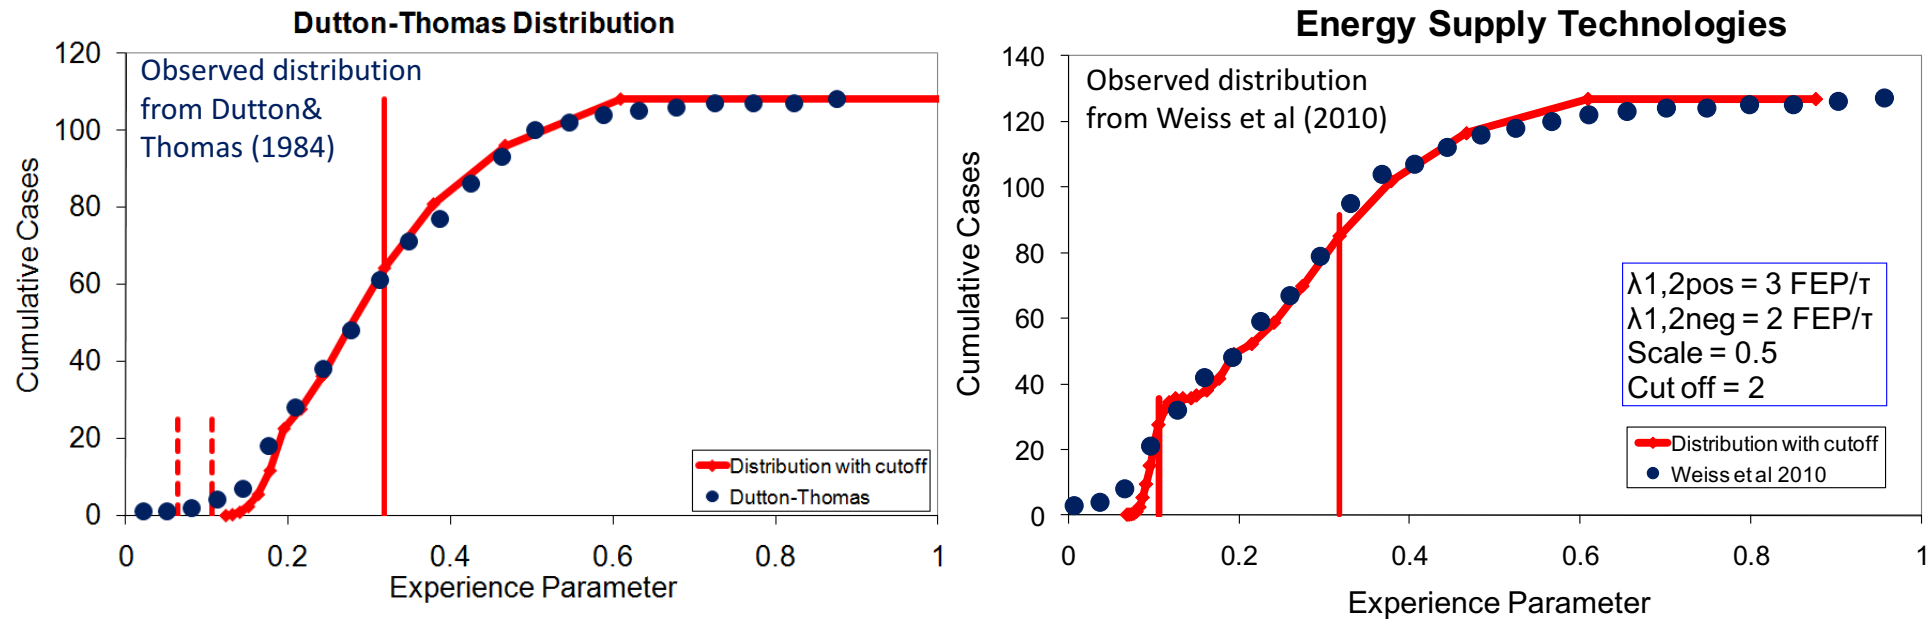 Dutton-Thomas Distribution
Observed distribution
from Dutton&
Thomas (1984)
120
100
80
60
40
20
0
Cumulative Cases
Distribution with cutoff
Dutton-Thomas
0 0.2 0.4 0.6 0.8 1
Experience Parameter
Energy Supply Technologies
Observed distribution
from Weiss et al (2010)
140
120
100
80
60
40
20
0
Cumulative Cases
λ1,2pos = 3 FEP/τ
λ1,2neg = 2 FEP/τ
Scale = 0.5
Cut off = 2
Distribution with cutoff
Weiss et al 2010
0 0.2 0.4 0.6 0.8 1
Experience Parameter